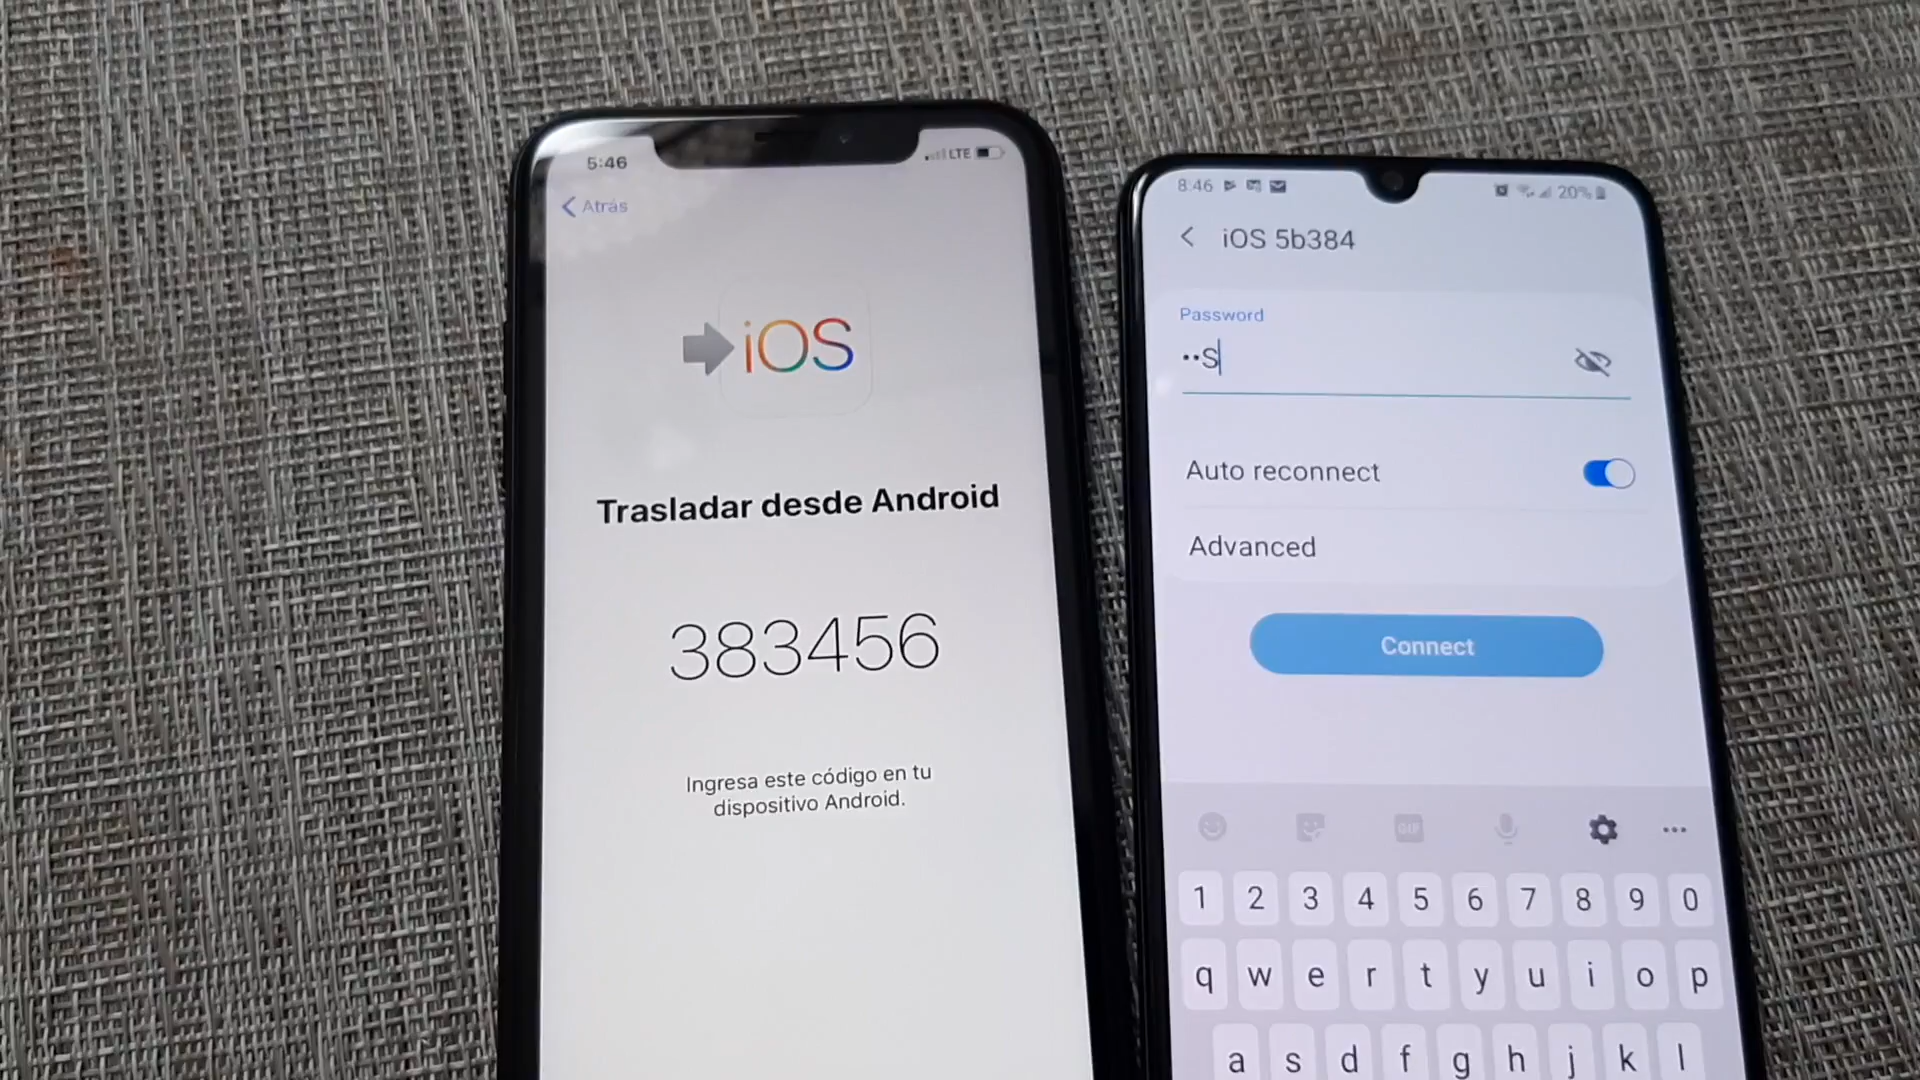 5:46
LTE
Atrás
iOS
Trasladar desde Android
383456
Ingresa este código en tu
dispositivo Android.
8:46
20%
iOS 5b384
Password
••S
Auto reconnect
Advanced
Connect
GIF
1 2 3 4 5 6 7 8 9 0
q w e r t y u i o p
a s d f g h j k l